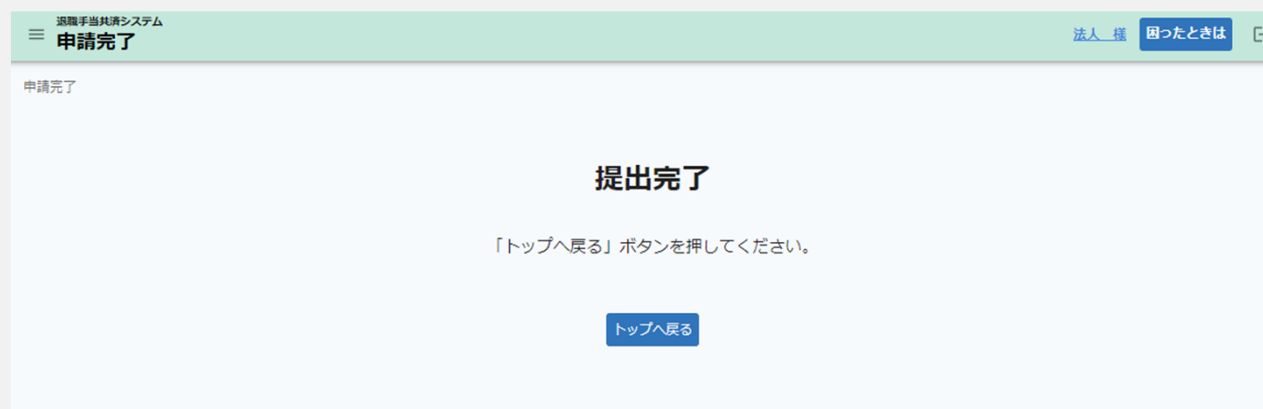 退職手当共済システム
申請完了
法人　様
困ったときは
申請完了
提出完了
「トップへ戻る」ボタンを押してください。
トップへ戻る